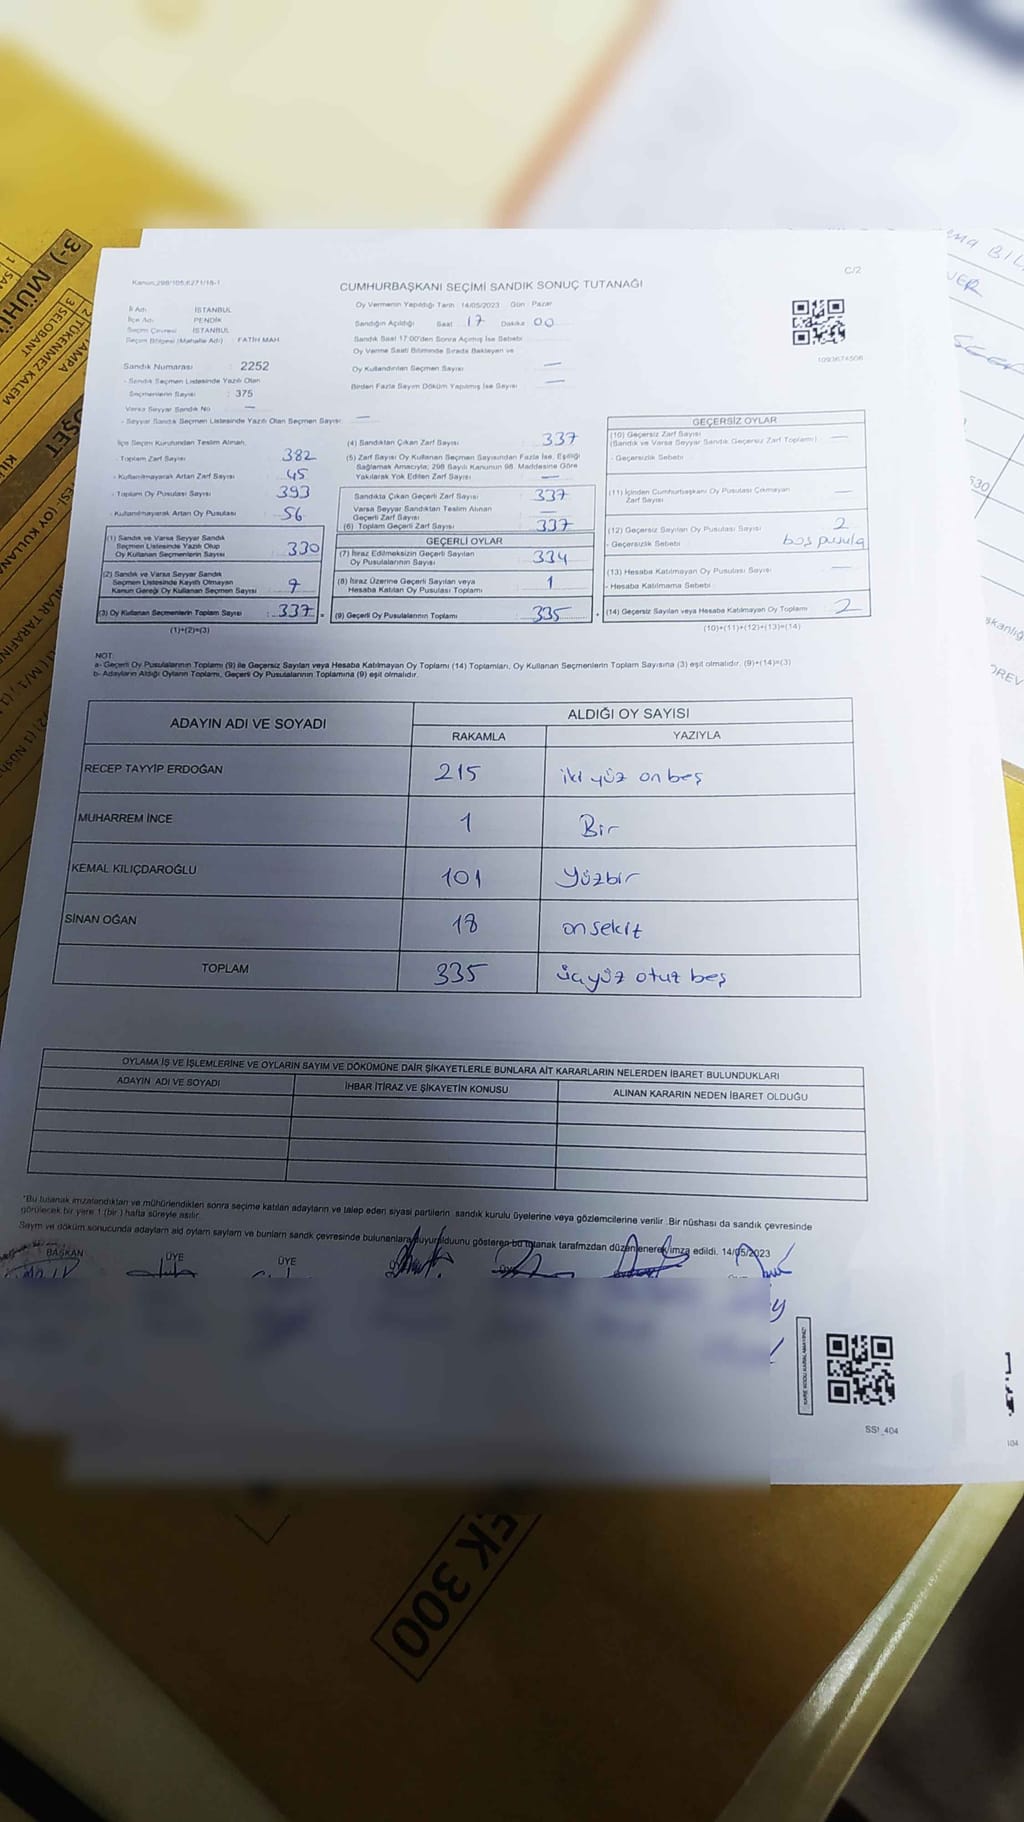 C/2
Kanun:298/105,6271/18-1
CUMHURBAŞKANI SEÇİMİ SANDIK SONUÇ TUTANAĞI
Oy Vermenin Yapıldığı Tarih : 14/05/2023 Gün : Pazar
İl Adı İSTANBUL
İlçe Adı PENDİK
Seçim Çevresi İSTANBUL
Seçim Bölgesi (Mahalle Adı) : FATİH MAH
Sandığın Açıldığı Saat 17 Dakika 00
Sandık Saat 17:00'den Sonra Açılmış İse Sebebi
Oy Verme Saati Bitiminde Sırada Bekleyen ve
Oy Kullandırılan Seçmen Sayısı —
Birden Fazla Sayım Döküm Yapılmış İse Sayısı —
1093674506
Sandık Numarası : 2252
- Sandık Seçmen Listesinde Yazılı Olan
Seçmenlerin Sayısı : 375
Varsa Seyyar Sandık No —
- Seyyar Sandık Seçmen Listesinde Yazılı Olan Seçmen Sayısı —
İlçe Seçim Kurulundan Teslim Alınan
- Toplam Zarf Sayısı 382
- Kullanılmayarak Artan Zarf Sayısı 45
- Toplam Oy Pusulası Sayısı 393
- Kullanılmayarak Artan Oy Pusulası 56
(1) Sandık ve Varsa Seyyar Sandık
Seçmen Listesinde Yazılı Olup
Oy Kullanan Seçmenlerin Sayısı 330
(2) Sandık ve Varsa Seyyar Sandık
Seçmen Listesinde Kayıtlı Olmayan
Kanun Gereği Oy Kullanan Seçmen Sayısı 7
(3) Oy Kullanan Seçmenlerin Toplam Sayısı 337 =
(1)+(2)=(3)
(4) Sandıktan Çıkan Zarf Sayısı 337
(5) Zarf Sayısı Oy Kullanan Seçmen Sayısından Fazla İse, Eşitliği
Sağlamak Amacıyla; 298 Sayılı Kanunun 98. Maddesine Göre
Yakılarak Yok Edilen Zarf Sayısı —
Sandıkta Çıkan Geçerli Zarf Sayısı 337
Varsa Seyyar Sandıktan Teslim Alınan
Geçerli Zarf Sayısı —
(6) Toplam Geçerli Zarf Sayısı 337
GEÇERLİ OYLAR
(7) İtiraz Edilmeksizin Geçerli Sayılan
Oy Pusulalarının Sayısı 334
(8) İtiraz Üzerine Geçerli Sayılan veya
Hesaba Katılan Oy Pusulası Toplamı 1
(9) Geçerli Oy Pusulalarının Toplamı 335 +
GEÇERSİZ OYLAR
(10) Geçersiz Zarf Sayısı
(Sandık ve Varsa Seyyar Sandık Geçersiz Zarf Toplamı) —
- Geçersizlik Sebebi
(11) İçinden Cumhurbaşkanı Oy Pusulası Çıkmayan
Zarf Sayısı —
(12) Geçersiz Sayılan Oy Pusulası Sayısı 2
- Geçersizlik Sebebi boş pusula
(13) Hesaba Katılmayan Oy Pusulası Sayısı —
- Hesaba Katılmama Sebebi
(14) Geçersiz Sayılan veya Hesaba Katılmayan Oy Toplamı 2
(10)+(11)+(12)+(13)=(14)
NOT:
a- Geçerli Oy Pusulalarının Toplamı (9) ile Geçersiz Sayılan veya Hesaba Katılmayan Oy Toplamı (14) Toplamları, Oy Kullanan Seçmenlerin Toplam Sayısına (3) eşit olmalıdır. (9)+(14)=(3)
b- Adayların Aldığı Oyların Toplamı, Geçerli Oy Pusulalarının Toplamına (9) eşit olmalıdır.
ADAYIN ADI VE SOYADI ALDIĞI OY SAYISI
RAKAMLA YAZIYLA
RECEP TAYYİP ERDOĞAN 215 iki yüz on beş
MUHARREM İNCE 1 Bir
KEMAL KILIÇDAROĞLU 101 Yüzbir
SİNAN OĞAN 18 onsekiz
TOPLAM 335 üçyüz otuz beş
OYLAMA İŞ VE İŞLEMLERİNE VE OYLARIN SAYIM VE DÖKÜMÜNE DAİR ŞİKAYETLERLE BUNLARA AİT KARARLARIN NELERDEN İBARET BULUNDUKLARI
ADAYIN ADI VE SOYADI İHBAR İTİRAZ VE ŞİKAYETİN KONUSU ALINAN KARARIN NEDEN İBARET OLDUĞU
*Bu tutanak imzalandıktan ve mühürlendikten sonra seçime katılan adayların ve talep eden siyasi partilerin sandık kurulu üyelerine veya gözlemcilerine verilir. Bir nüshası da sandık çevresinde
görülecek bir yere 1 (bir) hafta süreyle asılır.
Sayım ve döküm sonucunda adayların ald oyların sayları ve bunların sandık çevresinde bulunanlara duyurulduunu gösteren bu tutanak tarafmzdan düzenlenerek imza edildi. 14/05/2023
BAŞKAN ÜYE ÜYE
KARE KODU KARALAMAYINIZ!
SS!_404
104
EK 300
3-) MÜHÜ
TÜKENMEZ KALEM
SELOBANT